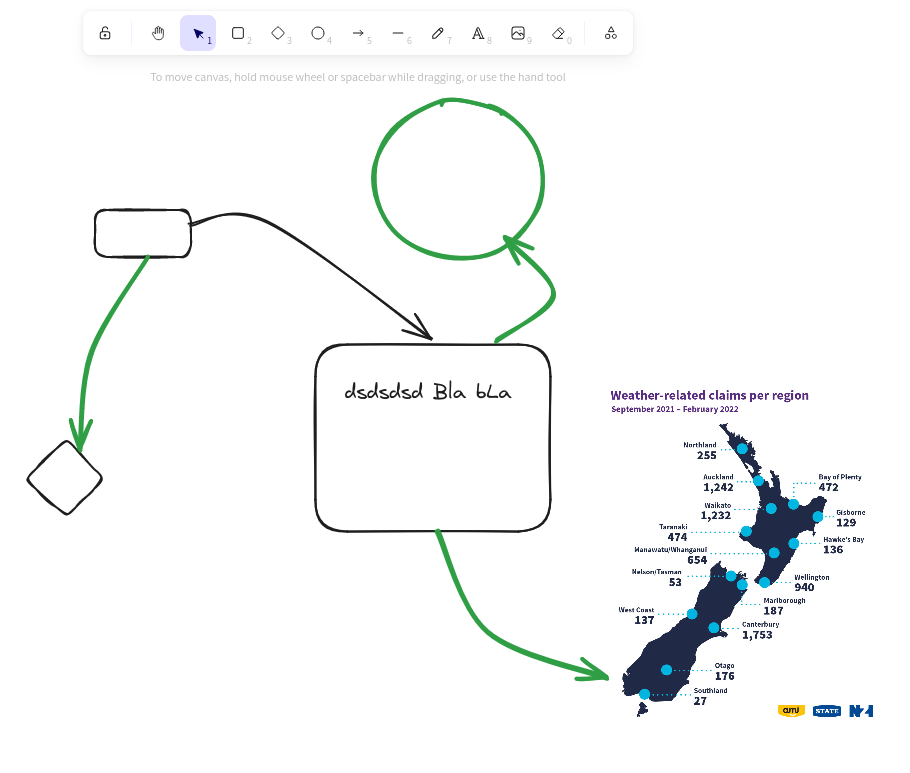 1
2
3
4
5
6
7
8
9
0
To move canvas, hold mouse wheel or spacebar while dragging, or use the hand tool
dsdsdsd Bla bLa
Weather-related claims per region
September 2021 – February 2022
Northland
255
Auckland
1,242
Bay of Plenty
472
Waikato
1,232
Gisborne
129
Taranaki
474
Hawke's Bay
136
Manawatu/Whanganui
654
Nelson/Tasman
53
Wellington
940
Marlborough
187
West Coast
137
Canterbury
1,753
Otago
176
Southland
27
AMI
STATE
NZI